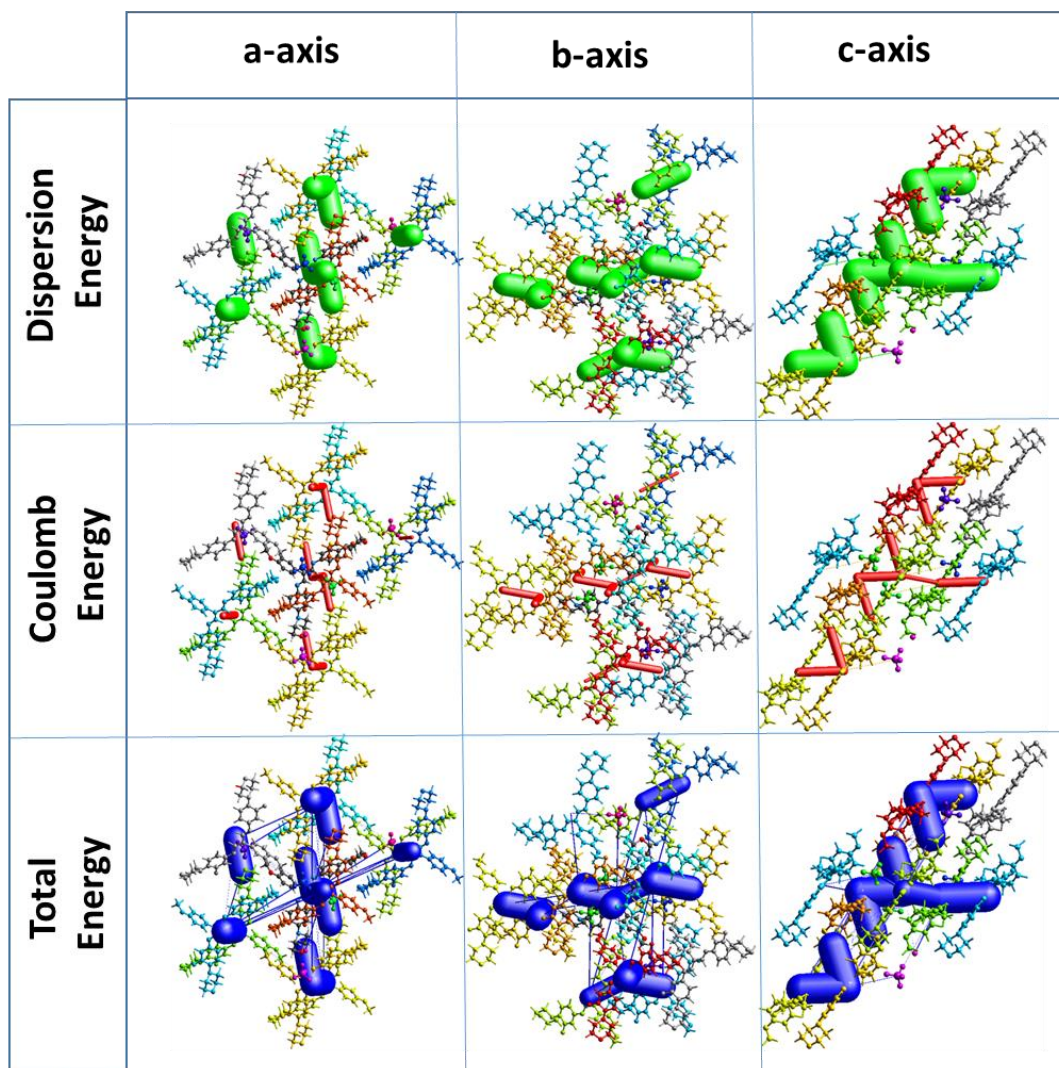 a-axis
b-axis
c-axis
Dispersion
Energy
Coulomb
Energy
Total
Energy